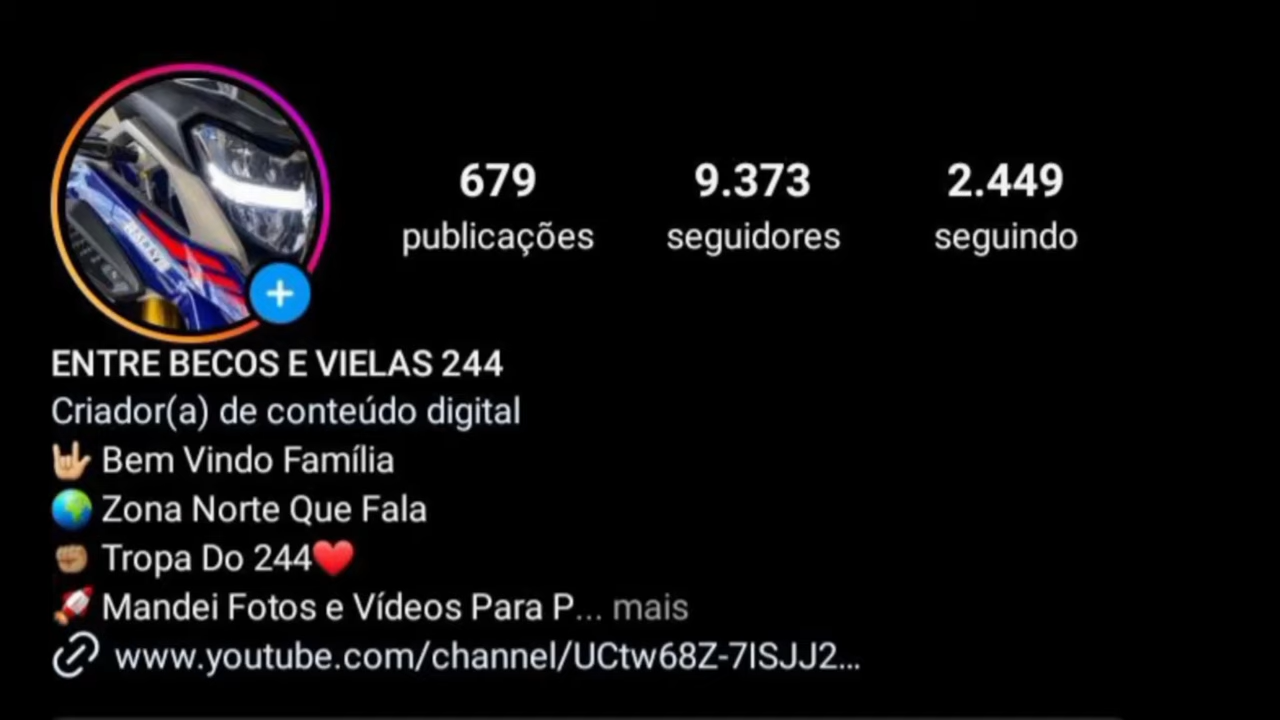 679 9.373 2.449
publicações seguidores seguindo
ENTRE BECOS E VIELAS 244
Criador(a) de conteúdo digital
🤟🏼 Bem Vindo Família
🌍 Zona Norte Que Fala
✊🏽 Tropa Do 244❤️
🚀 Mandei Fotos e Vídeos Para P... mais
www.youtube.com/channel/UCtw68Z-7ISJJ2...